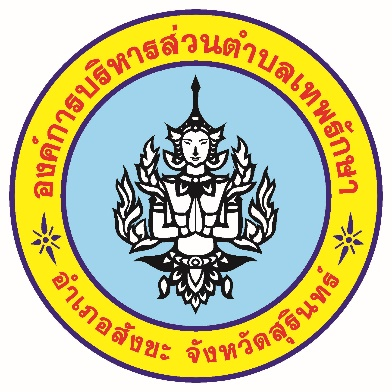 องค์การบริหารส่วนตำบลเทพรักษา
อำเภอสังขะ จังหวัดสุรินทร์